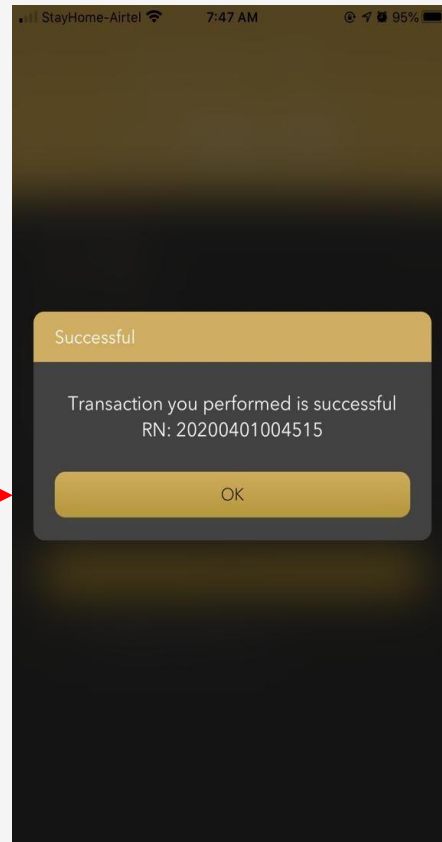 StayHome-Airtel 7:47 AM 95%
Successful
Transaction you performed is successful
RN: 20200401004515
OK